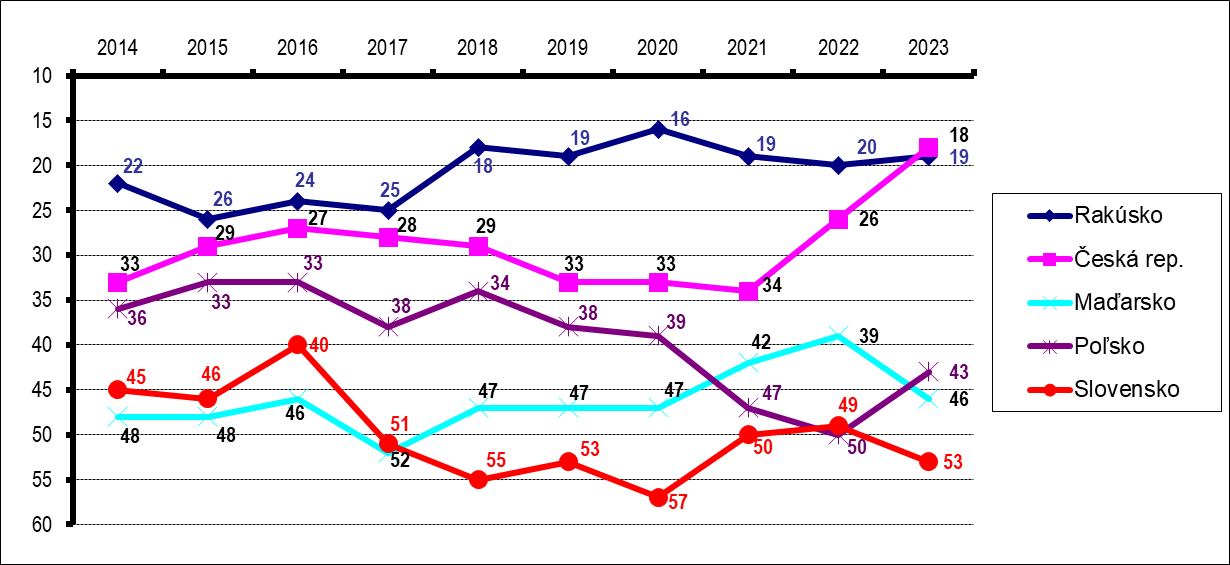 2014 2015 2016 2017 2018 2019 2020 2021 2022 2023
10
15
20
25
30
35
40
45
50
55
60
22 26 24 25 18 19 16 19 20 19
33 29 27 28 29 33 33 34 26 18
48 48 46 52 47 47 47 42 39 46
36 33 33 38 34 38 39 47 50 43
45 46 40 51 55 53 57 50 49 53
Rakúsko
Česká rep.
Maďarsko
Poľsko
Slovensko